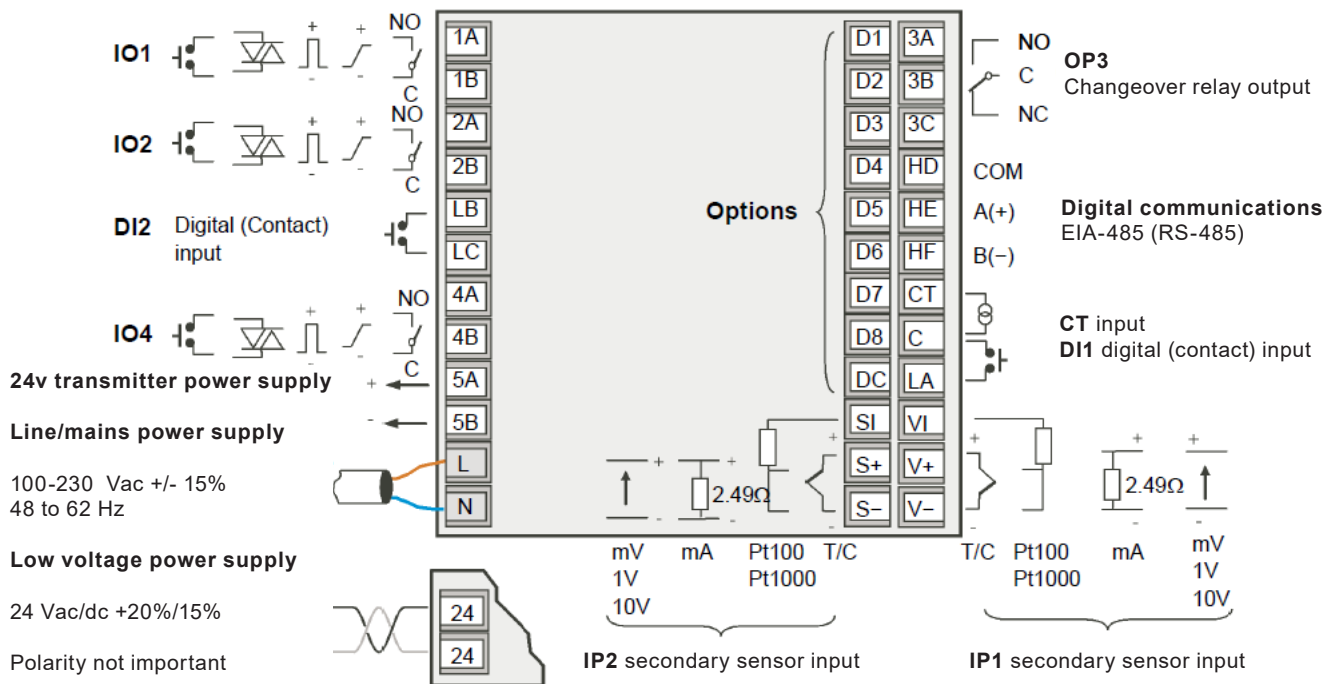 IO1
+
-
+
-
NO
C
1A
1B
IO2
+
-
+
-
NO
C
2A
2B
DI2 Digital (Contact)
input
LB
LC
IO4
+
-
+
-
NO
C
4A
4B
24v transmitter power supply
+
-
5A
5B
Line/mains power supply
100-230 Vac +/- 15%
48 to 62 Hz
L
N
Low voltage power supply
24 Vac/dc +20%/15%
Polarity not important
24
24
Options
D1
D2
D3
D4
D5
D6
D7
D8
DC
SI
S+
S−
3A
3B
3C
HD
HE
HF
CT
C
LA
VI
V+
V−
NO
C
NC
OP3
Changeover relay output
COM
A(+)
B(−)
Digital communications
EIA-485 (RS-485)
CT input
DI1 digital (contact) input
+
-
+
2.49Ω
-
+
-
mV
1V
10V
mA
Pt100
Pt1000
T/C
IP2 secondary sensor input
+
-
+
2.49Ω
-
+
-
T/C
Pt100
Pt1000
mA
mV
1V
10V
IP1 secondary sensor input